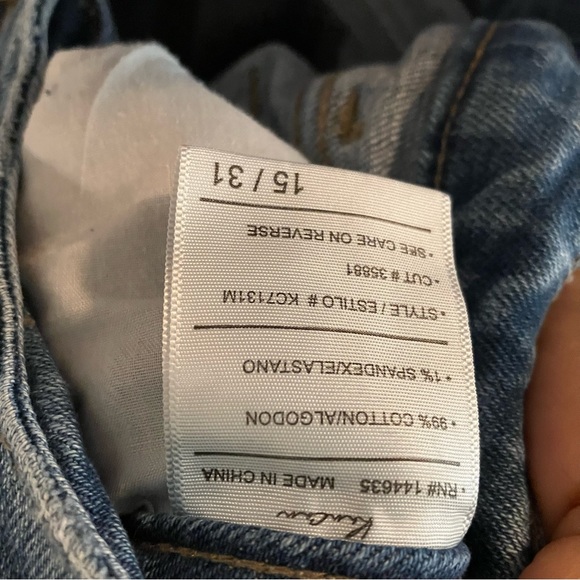 KanCan
• RN# 144635 MADE IN CHINA
• 99% COTTON/ALGODON
• 1% SPANDEX/ELASTANO
• STYLE / ESTILO # KC7131M
• CUT # 35881
• SEE CARE ON REVERSE
15 / 31